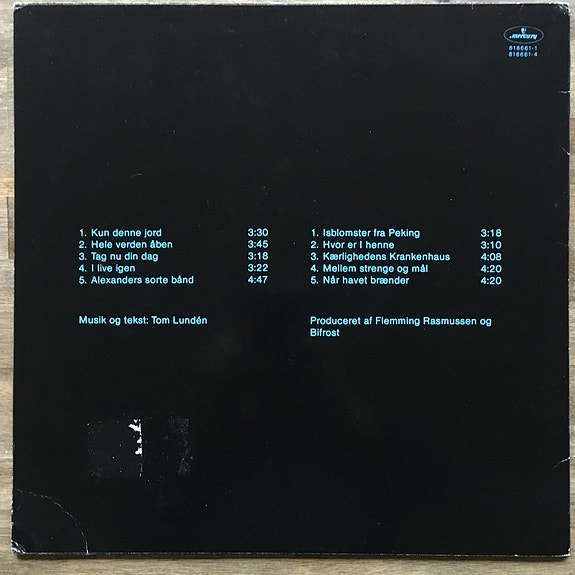 mercury
818661-1
818661-4
1. Kun denne jord 3:30
2. Hele verden åben 3:45
3. Tag nu din dag 3:18
4. I live igen 3:22
5. Alexanders sorte bånd 4:47
Musik og tekst: Tom Lundén
1. Isblomster fra Peking 3:18
2. Hvor er I henne 3:10
3. Kærlighedens Krankenhaus 4:08
4. Mellem strenge og mål 4:20
5. Når havet brænder 4:20
Produceret af Flemming Rasmussen og
Bifrost